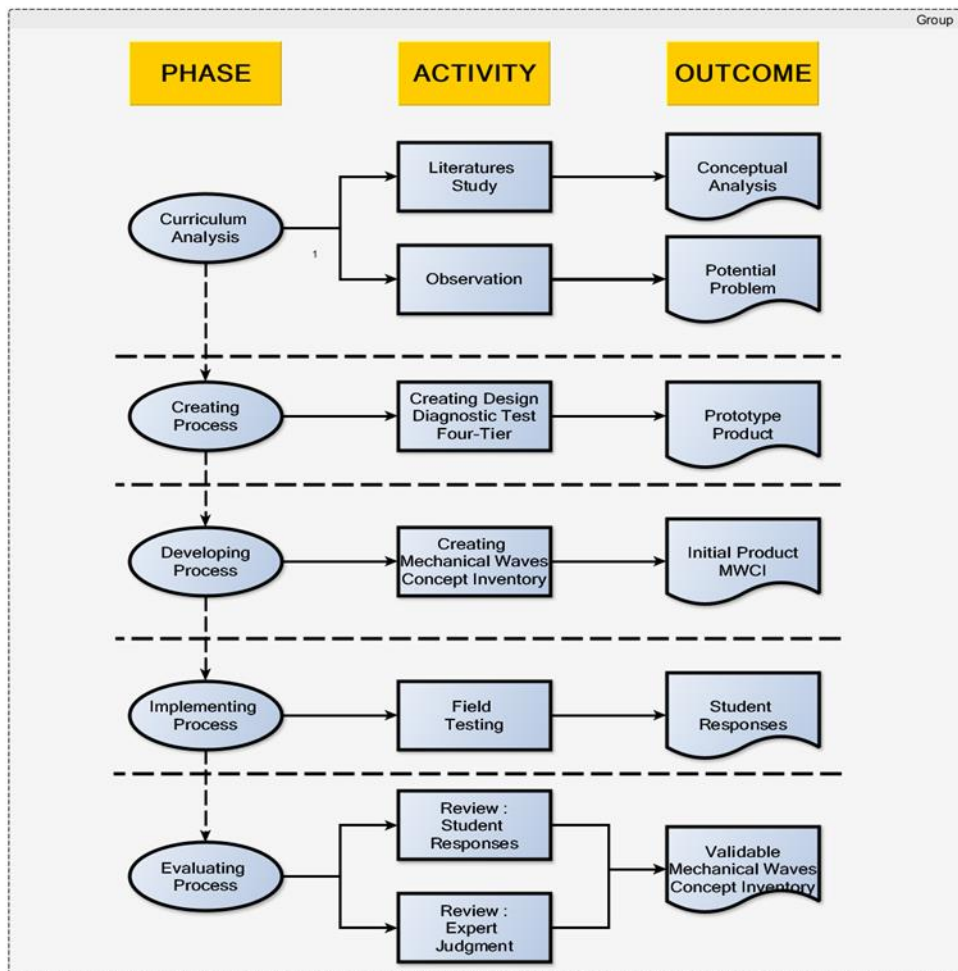 Group
PHASE
ACTIVITY
OUTCOME
Literatures
Study
Conceptual
Analysis
Curriculum
Analysis
1
Observation
Potential
Problem
Creating
Process
Creating Design
Diagnostic Test
Four-Tier
Prototype
Product
Developing
Process
Creating
Mechanical Waves
Concept Inventory
Initial Product
MWCI
Implementing
Process
Field
Testing
Student
Responses
Review :
Student
Responses
Evaluating
Process
Validable
Mechanical Waves
Concept Inventory
Review :
Expert
Judgment